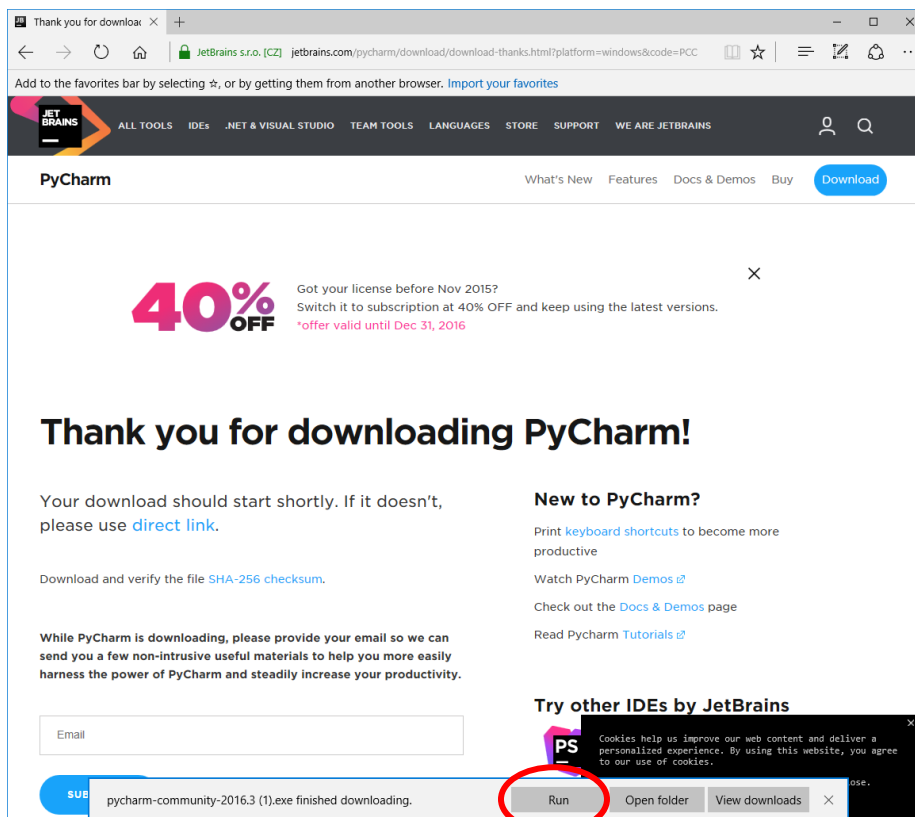 Thank you for downloac
JetBrains s.r.o. [CZ] jetbrains.com/pycharm/download/download-thanks.html?platform=windows&code=PCC
Add to the favorites bar by selecting ☆, or by getting them from another browser. Import your favorites
JET
BRAINS
ALL TOOLS IDEs .NET & VISUAL STUDIO TEAM TOOLS LANGUAGES STORE SUPPORT WE ARE JETBRAINS
PyCharm What's New Features Docs & Demos Buy Download
40% OFF
Got your license before Nov 2015?
Switch it to subscription at 40% OFF and keep using the latest versions.
*offer valid until Dec 31, 2016
Thank you for downloading PyCharm!
Your download should start shortly. If it doesn't,
please use direct link.
Download and verify the file SHA-256 checksum.
While PyCharm is downloading, please provide your email so we can
send you a few non-intrusive useful materials to help you more easily
harness the power of PyCharm and steadily increase your productivity.
Email
SUB
New to PyCharm?
Print keyboard shortcuts to become more
productive
Watch PyCharm Demos
Check out the Docs & Demos page
Read Pycharm Tutorials
Try other IDEs by JetBrains
PS
Cookies help us improve our web content and deliver a
personalized experience. By using this website, you agree
to our use of cookies.
ose.
pycharm-community-2016.3 (1).exe finished downloading. Run Open folder View downloads